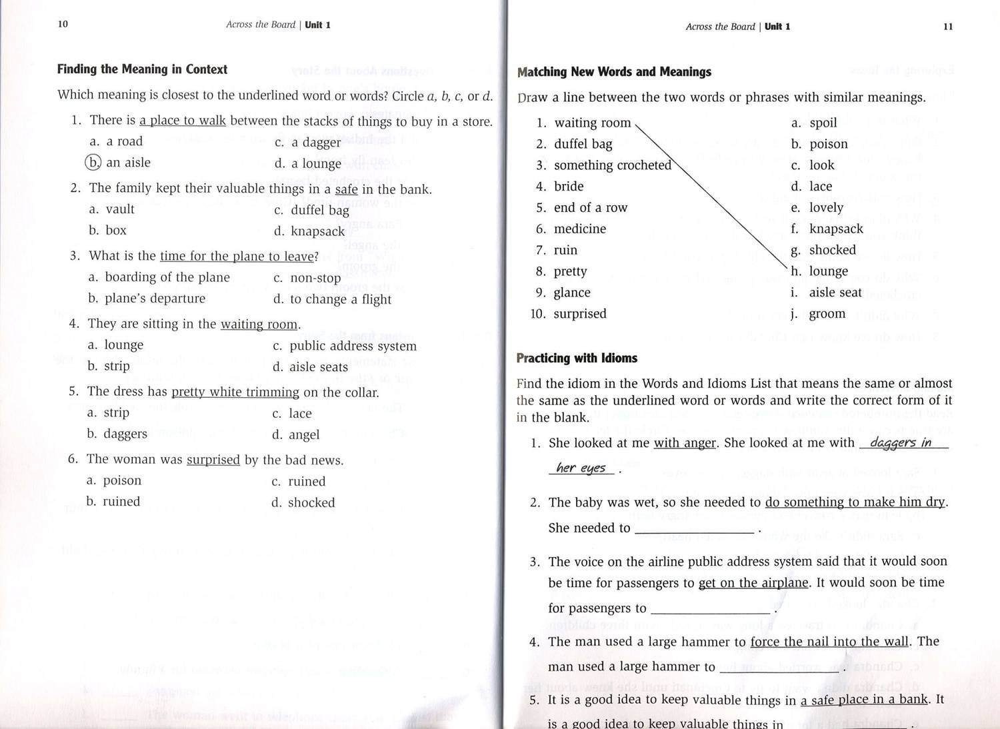 10
Across the Board | Unit 1
Finding the Meaning in Context
Which meaning is closest to the underlined word or words? Circle a, b, c, or d.
1. There is a place to walk between the stacks of things to buy in a store.
a. a road
c. a dagger
b. an aisle
d. a lounge
2. The family kept their valuable things in a safe in the bank.
a. vault
c. duffel bag
b. box
d. knapsack
3. What is the time for the plane to leave?
a. boarding of the plane
c. non-stop
b. plane's departure
d. to change a flight
4. They are sitting in the waiting room.
a. lounge
c. public address system
b. strip
d. aisle seats
5. The dress has pretty white trimming on the collar.
a. strip
c. lace
b. daggers
d. angel
6. The woman was surprised by the bad news.
a. poison
c. ruined
b. ruined
d. shocked
Across the Board | Unit 1
11
Matching New Words and Meanings
Draw a line between the two words or phrases with similar meanings.
1. waiting room
a. spoil
2. duffel bag
b. poison
3. something crocheted
c. look
4. bride
d. lace
5. end of a row
e. lovely
6. medicine
f. knapsack
7. ruin
g. shocked
8. pretty
h. lounge
9. glance
i. aisle seat
10. surprised
j. groom
Practicing with Idioms
Find the idiom in the Words and Idioms List that means the same or almost
the same as the underlined word or words and write the correct form of it
in the blank.
1. She looked at me with anger. She looked at me with daggers in
her eyes.
2. The baby was wet, so she needed to do something to make him dry.
She needed to ____.
3. The voice on the airline public address system said that it would soon
be time for passengers to get on the airplane. It would soon be time
for passengers to ____.
4. The man used a large hammer to force the nail into the wall. The
man used a large hammer to ____.
5. It is a good idea to keep valuable things in a safe place in a bank. It
is a good idea to keep valuable things in ____.